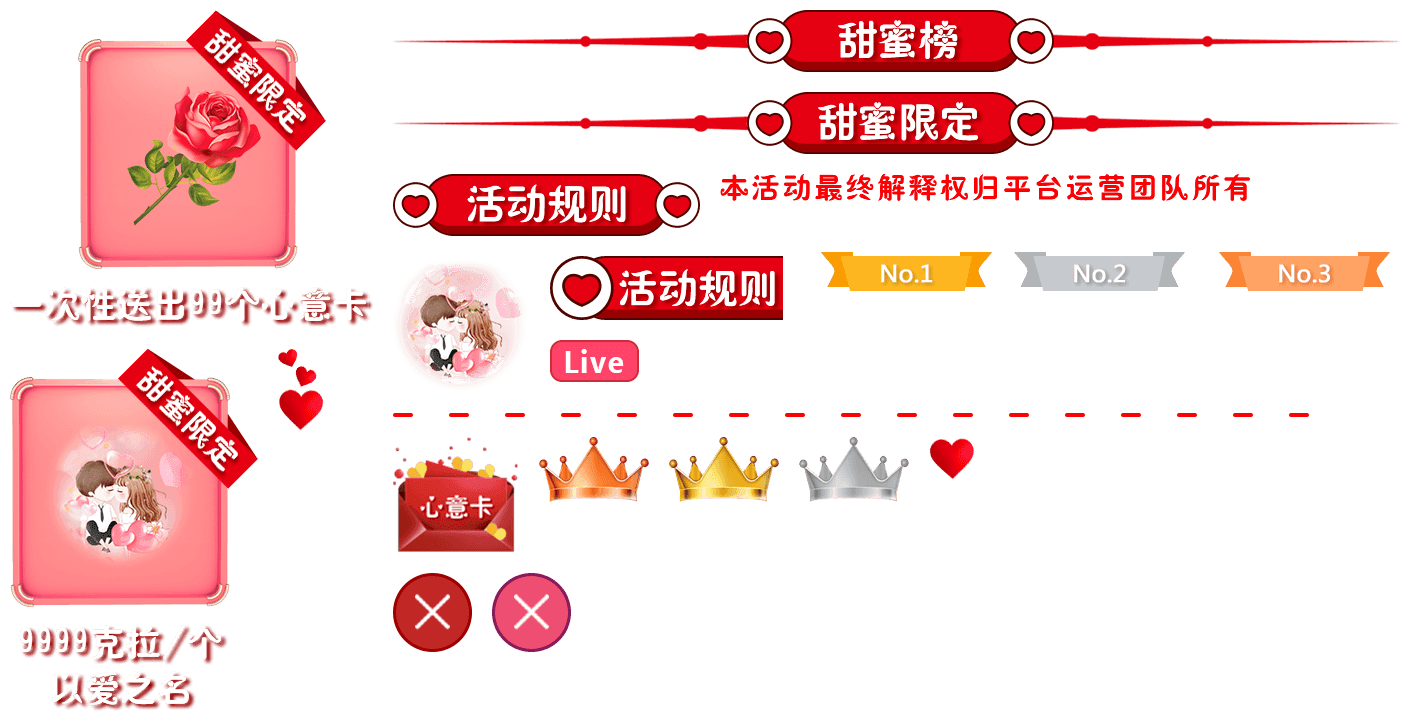 甜蜜限定
一次性送出99个心意卡
甜蜜限定
9999克拉/个
以爱之名
甜蜜榜
甜蜜限定
活动规则
本活动最终解释权归平台运营团队所有
活动规则
No.1
No.2
No.3
Live
心意卡